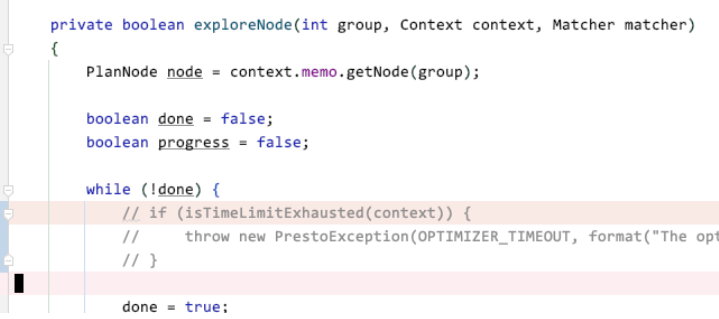 private boolean exploreNode(int group, Context context, Matcher matcher)
{
PlanNode node = context.memo.getNode(group);
boolean done = false;
boolean progress = false;
while (!done) {
// if (isTimeLimitExhausted(context)) {
//     throw new PrestoException(OPTIMIZER_TIMEOUT, format("The opt
// }
done = true;